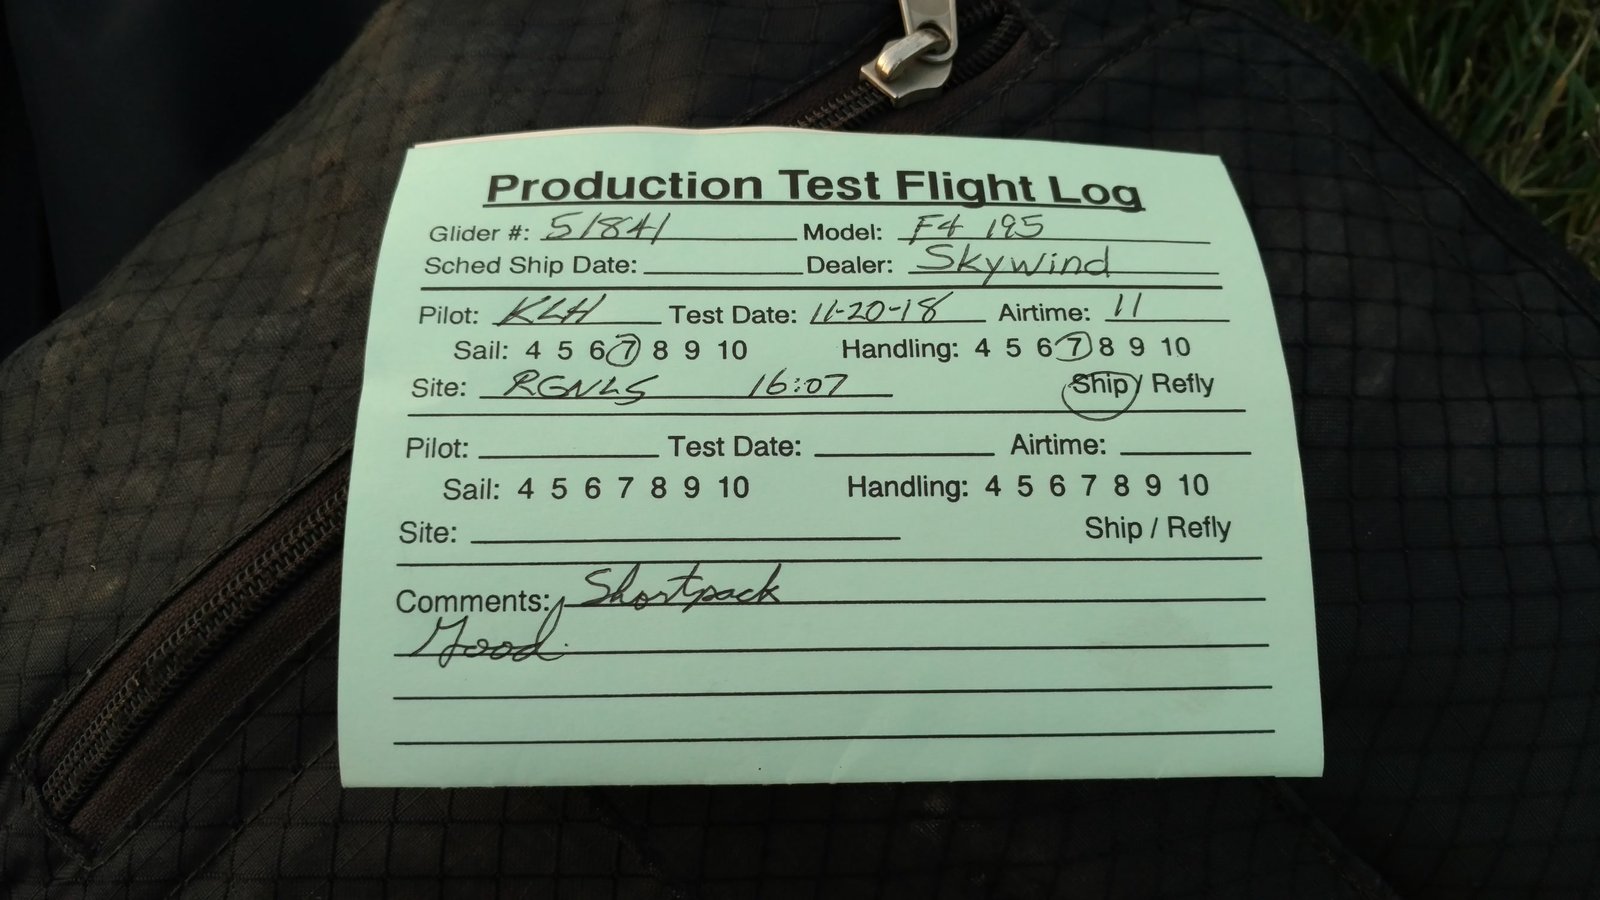 Production Test Flight Log
Glider #: 51841 Model: F4 195
Sched Ship Date: Dealer: Skywind
Pilot: KLH Test Date: 11-20-18 Airtime: 11
Sail: 4 5 6 7 8 9 10 Handling: 4 5 6 7 8 9 10
Site: RGNLS 16:07 Ship / Refly
Pilot: Test Date: Airtime:
Sail: 4 5 6 7 8 9 10 Handling: 4 5 6 7 8 9 10
Site: Ship / Refly
Comments: Shortpack
Good.